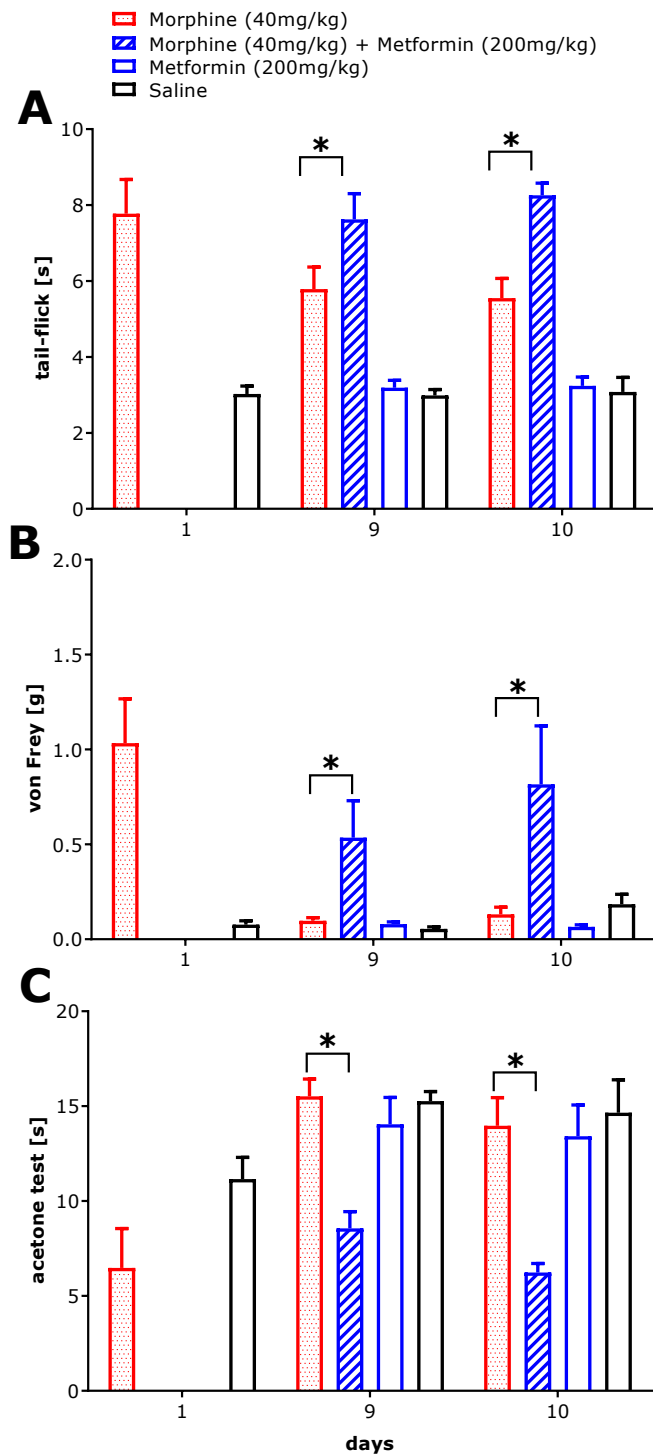 Morphine (40mg/kg)
Morphine (40mg/kg) + Metformin (200mg/kg)
Metformin (200mg/kg)
Saline
A
10
8
6
4
2
0
tail-flick [s]
*
*
1 9 10
B
2.0
1.5
1.0
0.5
0.0
von Frey [g]
*
*
1 9 10
C
20
15
10
5
0
acetone test [s]
*
*
1 9 10
days